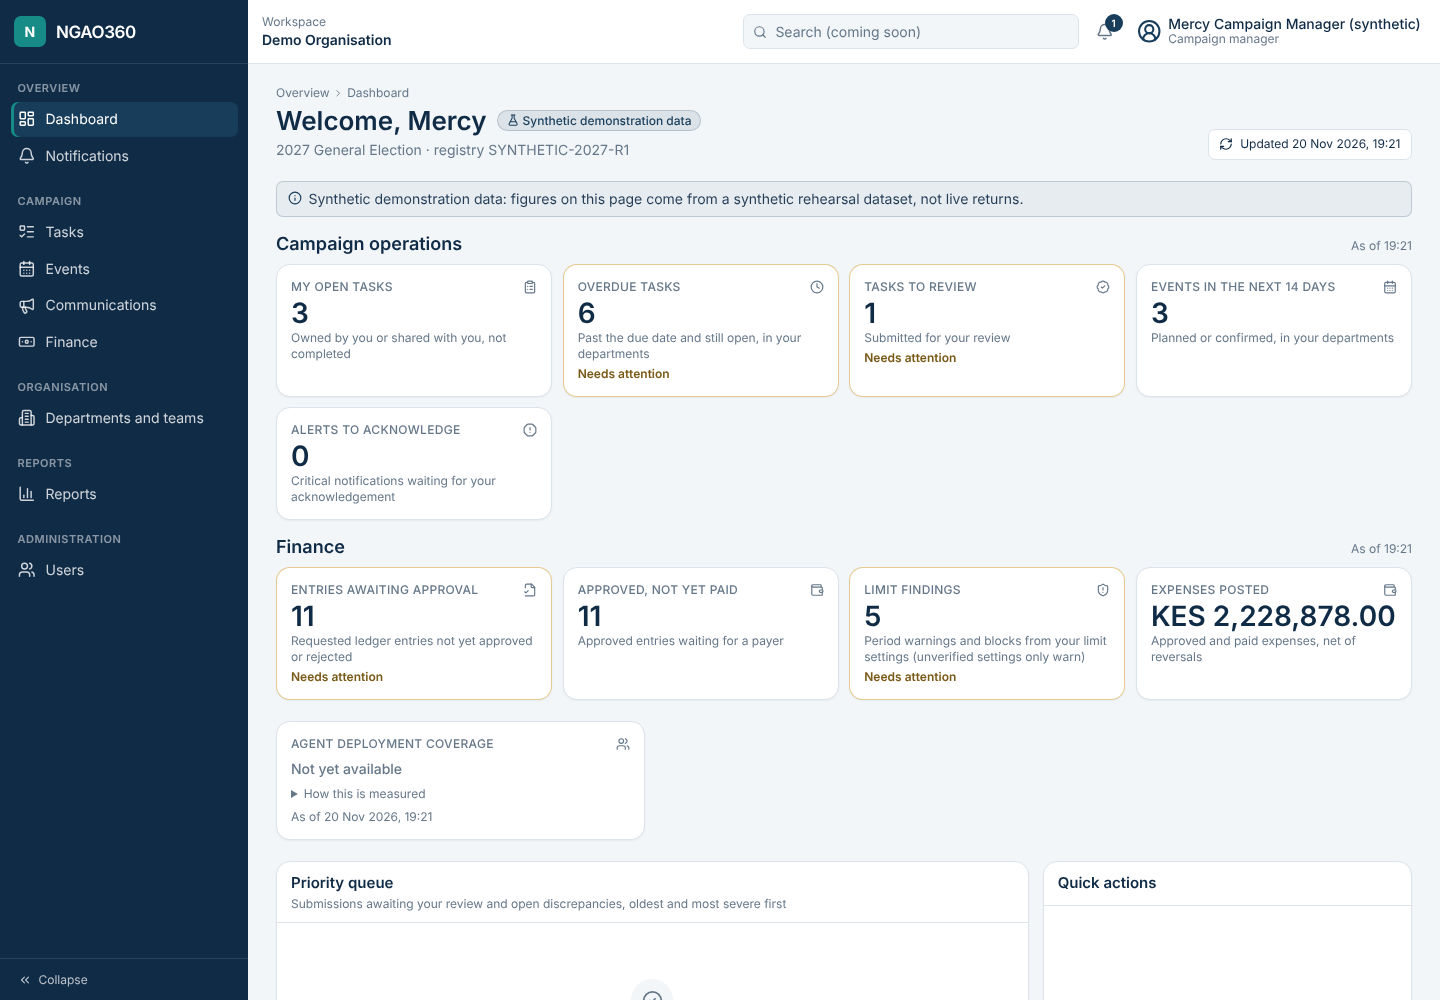 N NGAO360
OVERVIEW
Dashboard
Notifications
CAMPAIGN
Tasks
Events
Communications
Finance
ORGANISATION
Departments and teams
REPORTS
Reports
ADMINISTRATION
Users
Collapse
Workspace
Demo Organisation
Search (coming soon)
1
Mercy Campaign Manager (synthetic)
Campaign manager
Overview > Dashboard
Welcome, Mercy
Synthetic demonstration data
2027 General Election · registry SYNTHETIC-2027-R1
Updated 20 Nov 2026, 19:21
Synthetic demonstration data: figures on this page come from a synthetic rehearsal dataset, not live returns.
Campaign operations
As of 19:21
MY OPEN TASKS
3
Owned by you or shared with you, not
completed
OVERDUE TASKS
6
Past the due date and still open, in your
departments
Needs attention
TASKS TO REVIEW
1
Submitted for your review
Needs attention
EVENTS IN THE NEXT 14 DAYS
3
Planned or confirmed, in your departments
ALERTS TO ACKNOWLEDGE
0
Critical notifications waiting for your
acknowledgement
Finance
As of 19:21
ENTRIES AWAITING APPROVAL
11
Requested ledger entries not yet approved
or rejected
Needs attention
APPROVED, NOT YET PAID
11
Approved entries waiting for a payer
LIMIT FINDINGS
5
Period warnings and blocks from your limit
settings (unverified settings only warn)
Needs attention
EXPENSES POSTED
KES 2,228,878.00
Approved and paid expenses, net of
reversals
AGENT DEPLOYMENT COVERAGE
Not yet available
How this is measured
As of 20 Nov 2026, 19:21
Priority queue
Submissions awaiting your review and open discrepancies, oldest and most severe first
Quick actions